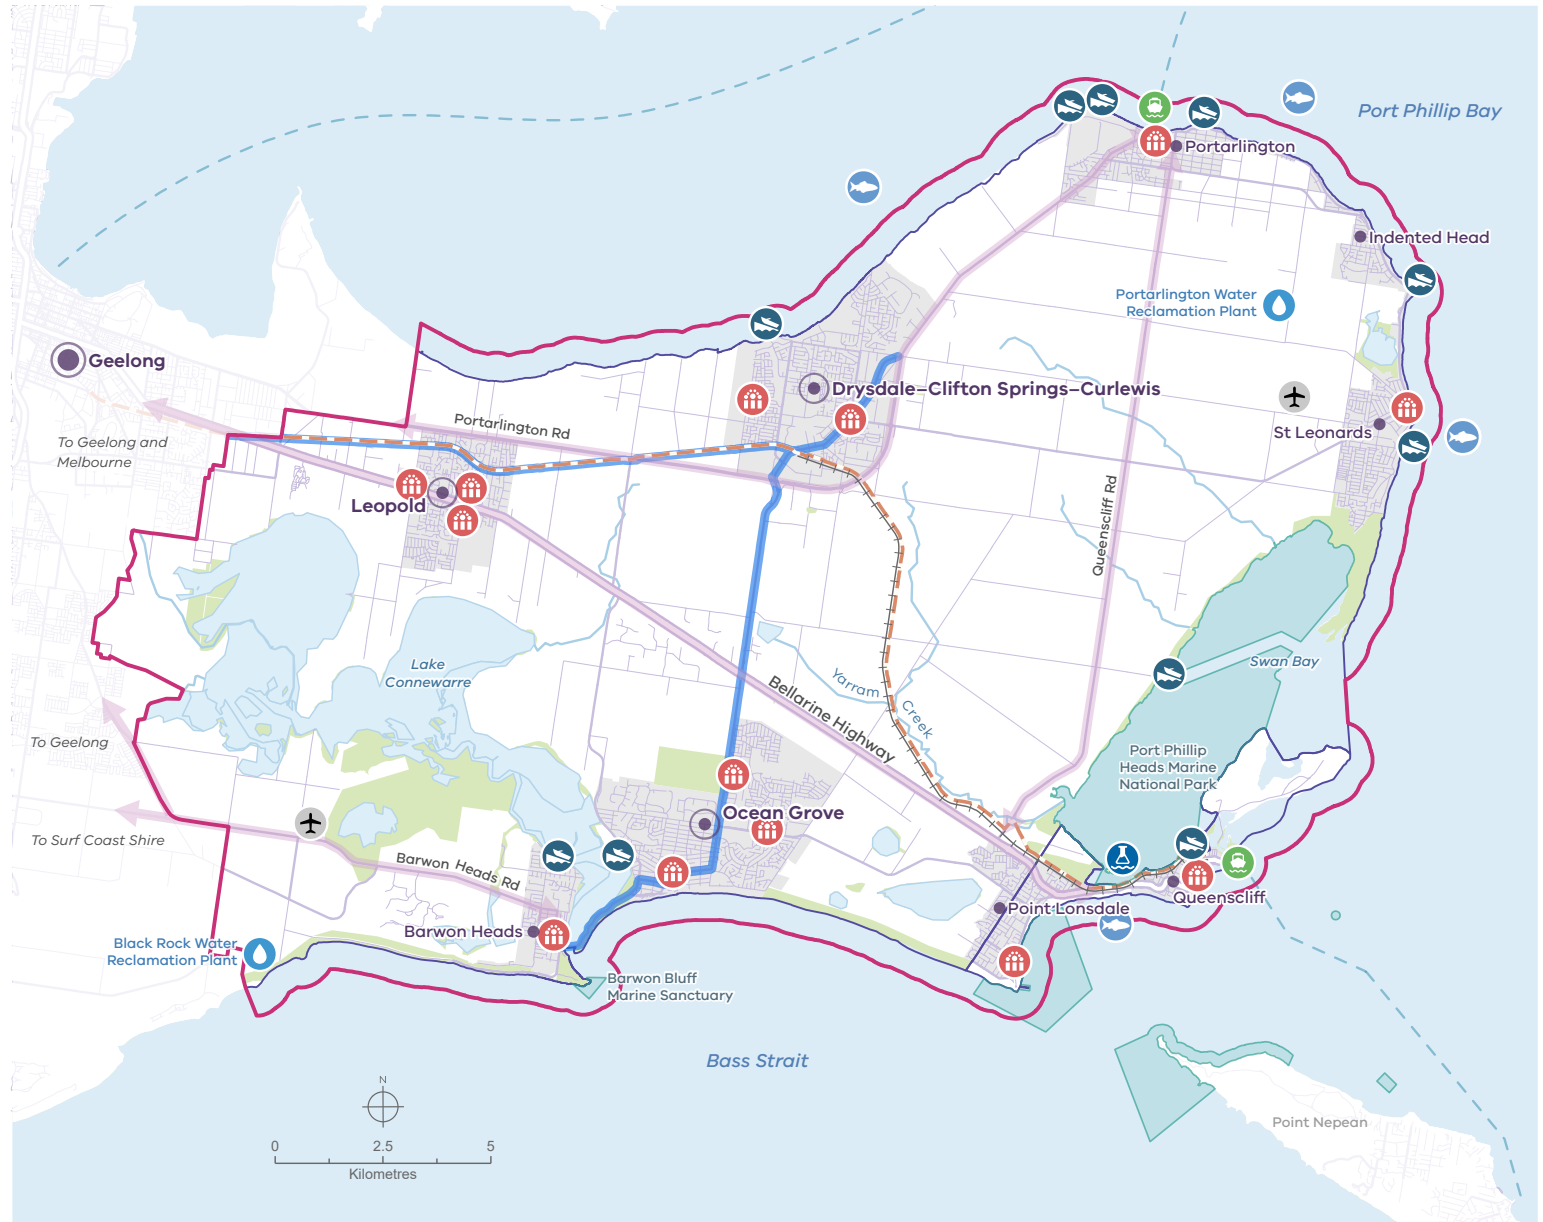 Port Phillip Bay
Portarlington
Indented Head
Portarlington Water
Reclamation Plant
Geelong
Drysdale–Clifton Springs–Curlewis
Portarlington Rd
To Geelong and
Melbourne
St Leonards
Leopold
Queenscliff Rd
Lake
Connewarre
Swan Bay
Yarram
Creek
Bellarine Highway
To Geelong
Port Phillip
Heads Marine
National Park
Ocean Grove
To Surf Coast Shire
Barwon Heads Rd
Queenscliff
Point Lonsdale
Barwon Heads
Black Rock Water
Reclamation Plant
Barwon Bluff
Marine Sanctuary
Bass Strait
N
Point Nepean
0 2.5 5
Kilometres